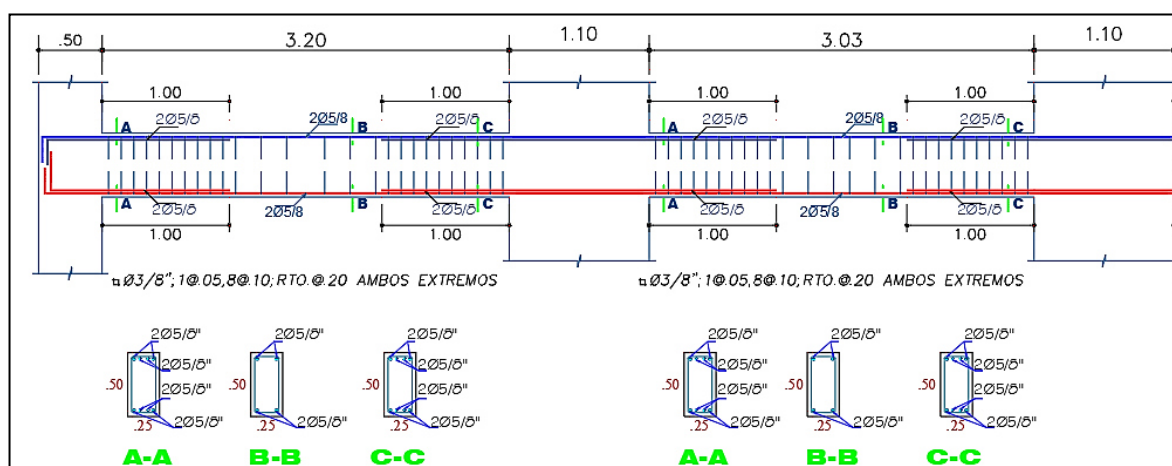 .50 3.20 1.10 3.03 1.10
1.00 1.00 1.00 1.00
A 2Ø5/8 2Ø5/8 B 2Ø5/8 C A 2Ø5/8 2Ø5/8 B 2Ø5/8 C
A 2Ø5/8 2Ø5/8 B 2Ø5/8 C A 2Ø5/8 2Ø5/8 B 2Ø5/8 C
1.00 1.00 1.00 1.00
Ø3/8"; 1@.05,8@.10; RTO.@.20 AMBOS EXTREMOS Ø3/8"; 1@.05,8@.10; RTO.@.20 AMBOS EXTREMOS
2Ø5/8" 2Ø5/8" 2Ø5/8" 2Ø5/8" 2Ø5/8" 2Ø5/8"
2Ø5/8" 2Ø5/8" 2Ø5/8" 2Ø5/8"
.50 .50 .50 .50 .50 .50
2Ø5/8" 2Ø5/8" 2Ø5/8" 2Ø5/8"
2Ø5/8" 2Ø5/8" 2Ø5/8" 2Ø5/8" 2Ø5/8" 2Ø5/8"
.25 .25 .25 .25 .25 .25
A-A B-B C-C A-A B-B C-C